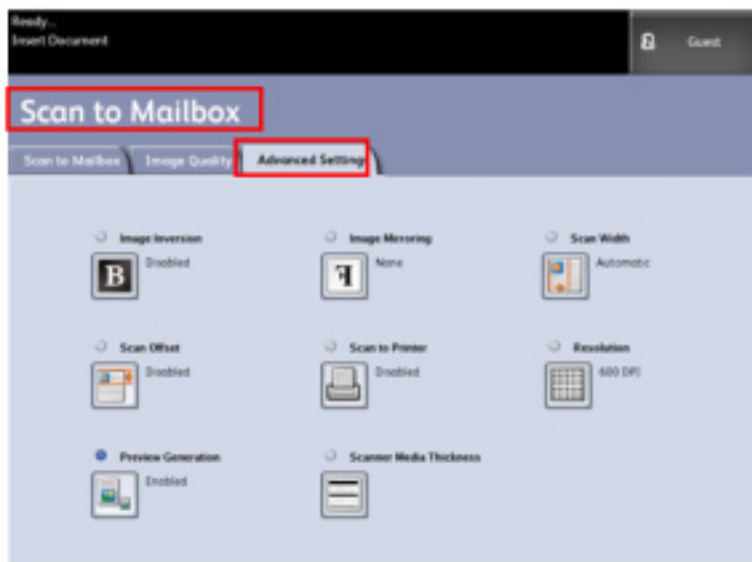 Ready...
Insert Document
Guest
Scan to Mailbox
Scan to Mailbox
Image Quality
Advanced Settings
Image Inversion
Disabled
Image Mirroring
None
Scan Width
Automatic
B
F
Scan Offset
Disabled
Scan to Printer
Disabled
Resolution
600 DPI
Preview Generation
Enabled
Scanner Media Thickness